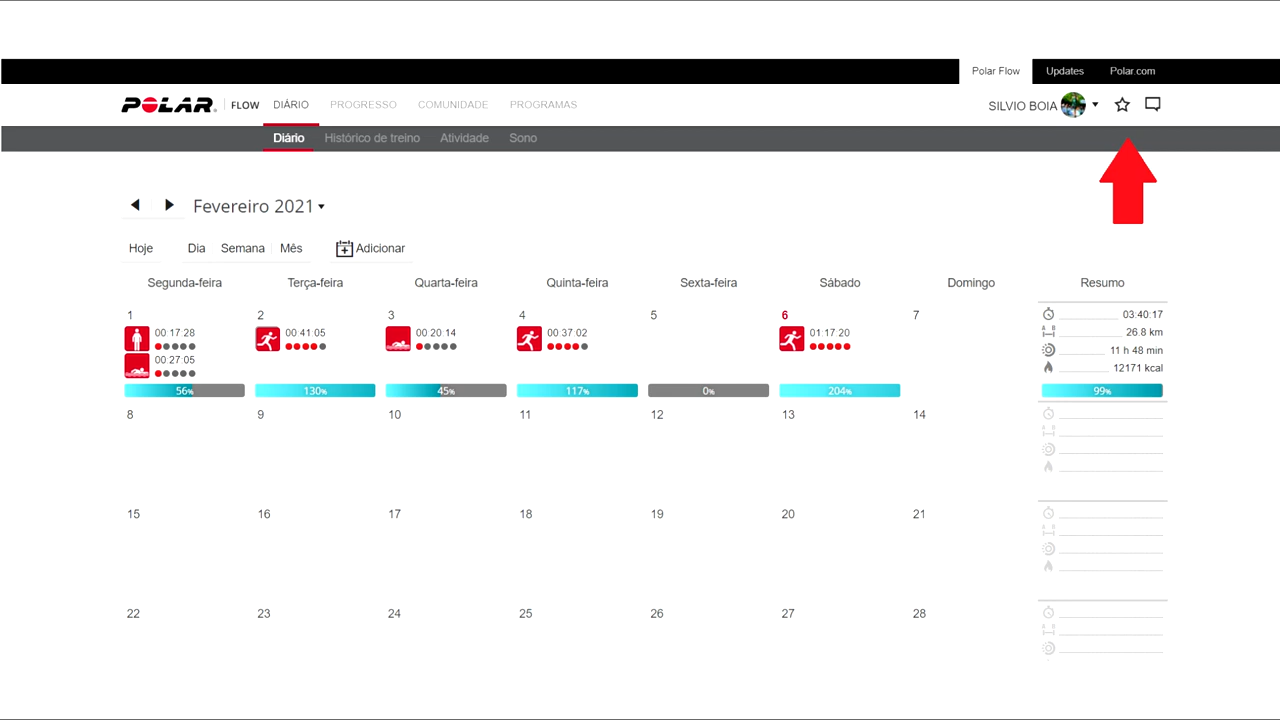 Polar Flow Updates Polar.com
POLAR FLOW DIÁRIO PROGRESSO COMUNIDADE PROGRAMAS SILVIO BOIA
Diário Histórico de treino Atividade Sono
Fevereiro 2021
Hoje Dia Semana Mês Adicionar
Segunda-feira Terça-feira Quarta-feira Quinta-feira Sexta-feira Sábado Domingo Resumo
1 2 3 4 5 6 7 03:40:17
00:17:28 00:41:05 00:20:14 00:37:02 01:17:20 26.8 km
00:27:05 11 h 48 min
12171 kcal
56% 130% 45% 117% 0% 204% 99%
8 9 10 11 12 13 14
15 16 17 18 19 20 21
22 23 24 25 26 27 28